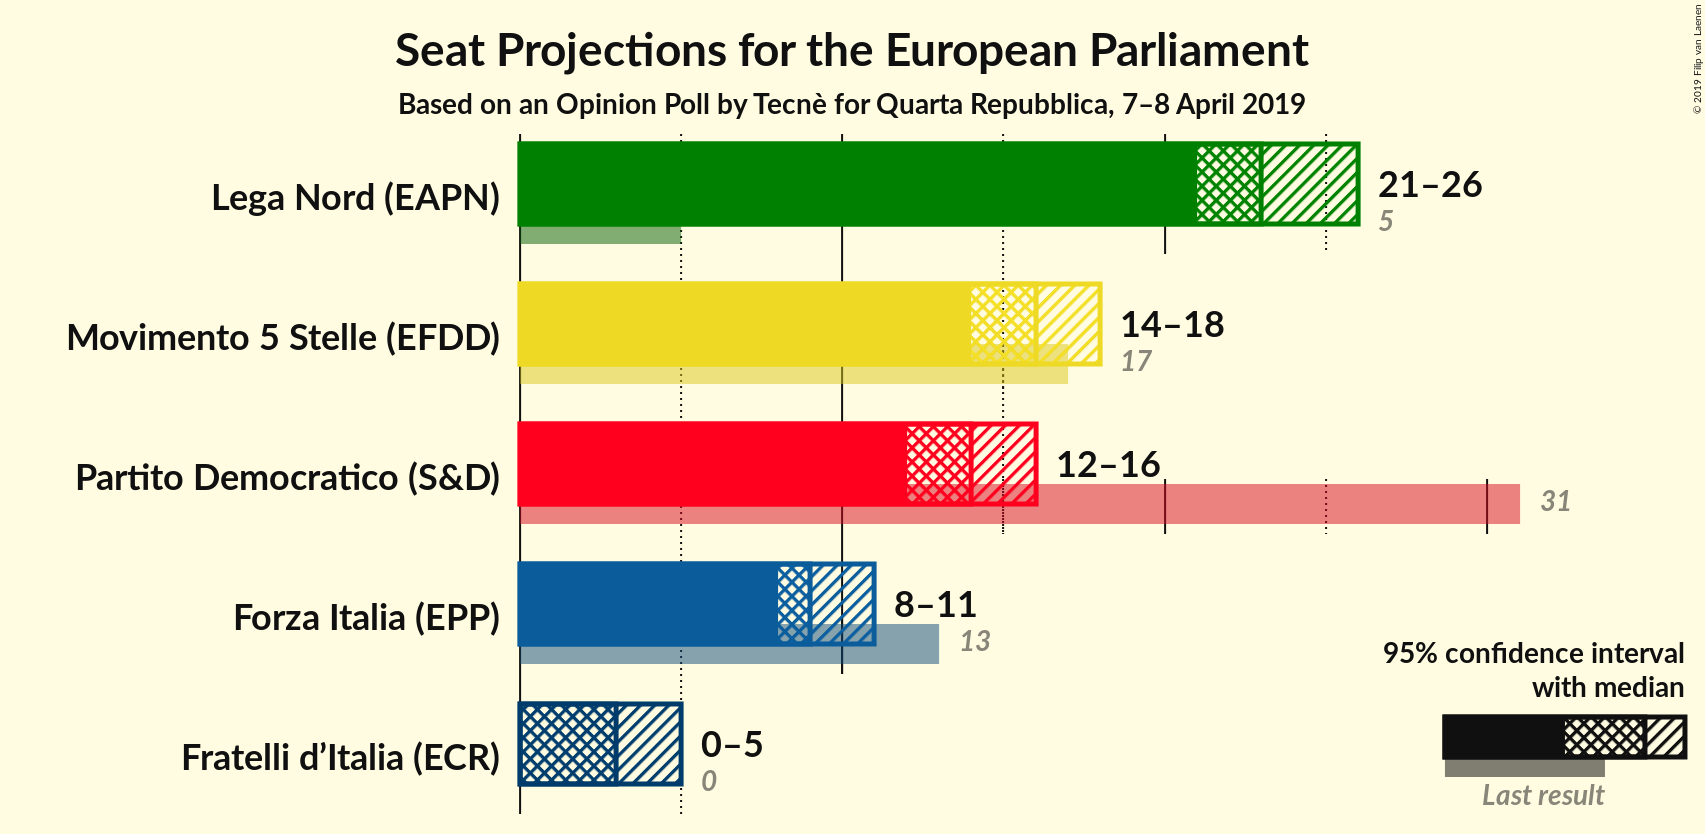 Seat Projections for the European Parliament
Based on an Opinion Poll by Tecnè for Quarta Repubblica, 7–8 April 2019
© 2019 Filip van Laenen
Lega Nord (EAPN)
21–26
5
Movimento 5 Stelle (EFDD)
14–18
17
Partito Democratico (S&D)
12–16
31
Forza Italia (EPP)
8–11
13
Fratelli d’Italia (ECR)
0–5
0
95% confidence interval
with median
Last result